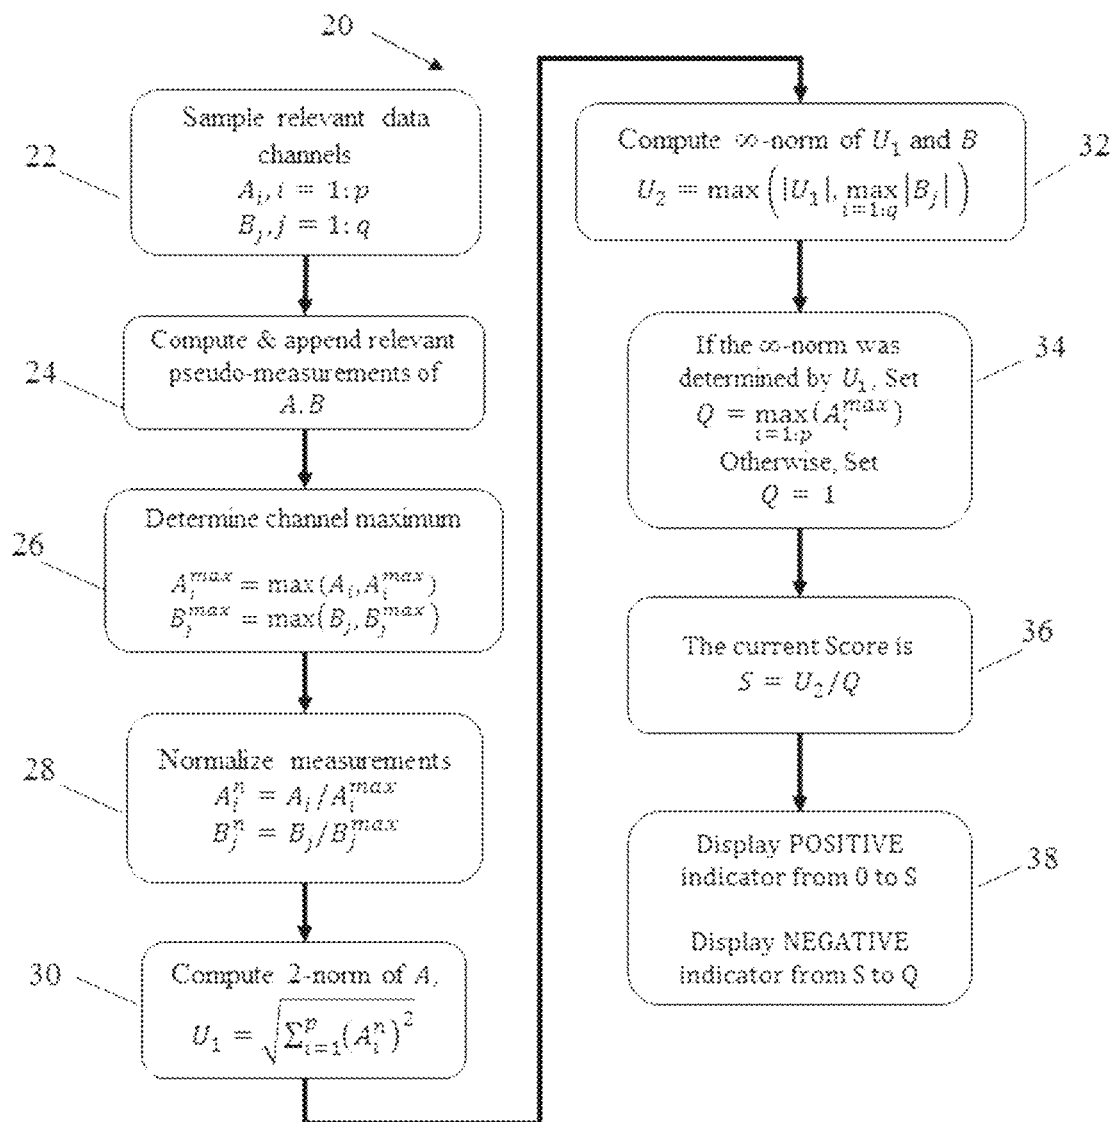 20
22
Sample relevant data
channels
A_i, i = 1:p
B_j, j = 1:q
24
Compute & append relevant
pseudo-measurements of
A.B
26
Determine channel maximum
A_i^{max} = max(A_i, A_i^{max})
B_j^{max} = max(B_j, B_j^{max})
28
Normalize measurements
A_i^n = A_i/A_i^{max}
B_j^n = B_j/B_j^{max}
30
Compute 2-norm of A,
U_1 = √(∑_{i=1}^p (A_i^n)^2)
32
Compute ∞-norm of U_1 and B
U_2 = max(|U_1|, max_{i=1:q} |B_j|)
34
If the ∞-norm was
determined by U_1, Set
Q = max_{i=1:p}(A_i^{max})
Otherwise, Set
Q = 1
36
The current Score is
S = U_2/Q
38
Display POSITIVE
indicator from 0 to S
Display NEGATIVE
indicator from S to Q